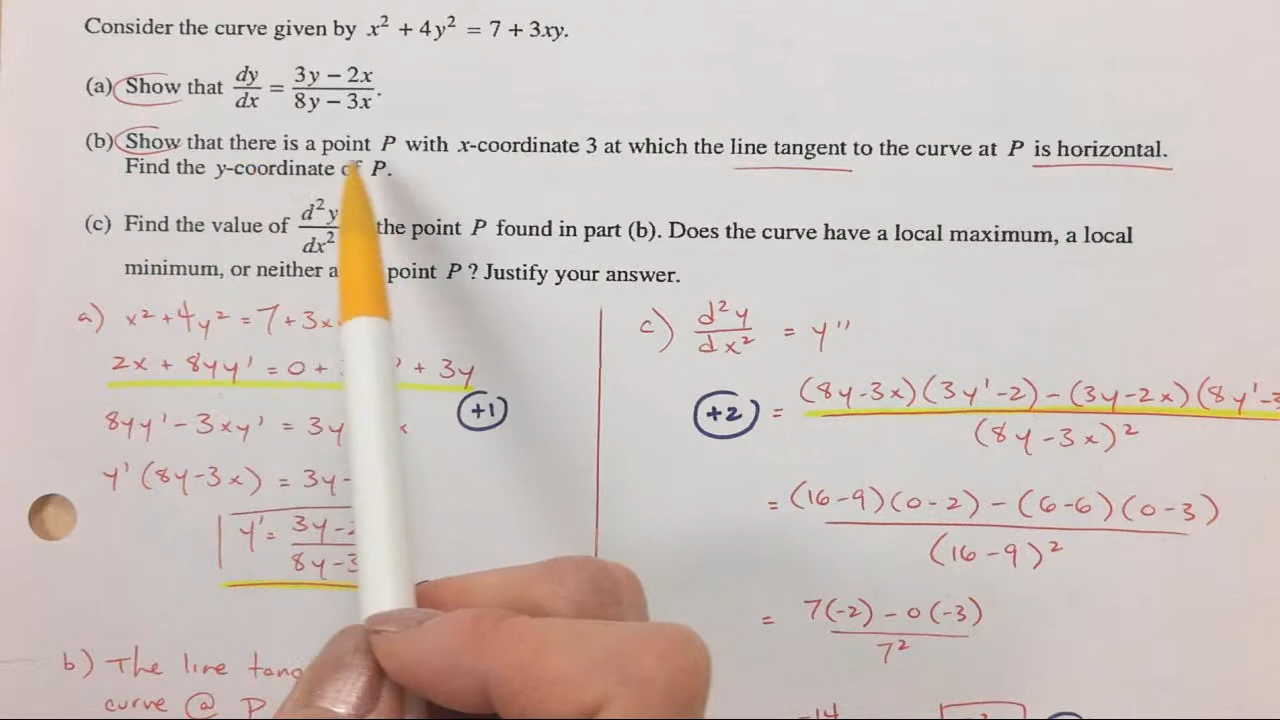 Consider the curve given by x² + 4y² = 7 + 3xy.
(a) Show that dy/dx = (3y − 2x)/(8y − 3x).
(b) Show that there is a point P with x-coordinate 3 at which the line tangent to the curve at P is horizontal.
Find the y-coordinate of P.
(c) Find the value of d²y/dx² the point P found in part (b). Does the curve have a local maximum, a local
minimum, or neither a point P? Justify your answer.
a) x²+4y² = 7+3x
2x + 8yy' = 0 + ' + 3y
+1
8yy' − 3xy' = 3y
y'(8y−3x) = 3y−
y' = 3y−
8y−3
b) The line tang
curve @ P
c) d²y/dx² = y''
+2 = (8y−3x)(3y'−2) − (3y−2x)(8y'−3
(8y−3x)²
= (16−9)(0−2) − (6−6)(0−3)
(16−9)²
= 7(−2) − 0(−3)
7²
−14